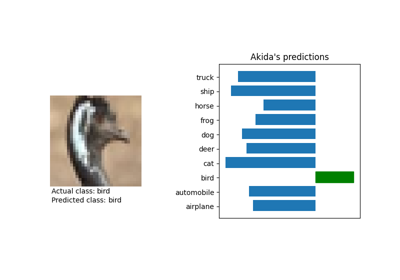 Akida's predictions
truck
ship
horse
frog
dog
deer
cat
bird
automobile
airplane
Actual class: bird
Predicted class: bird